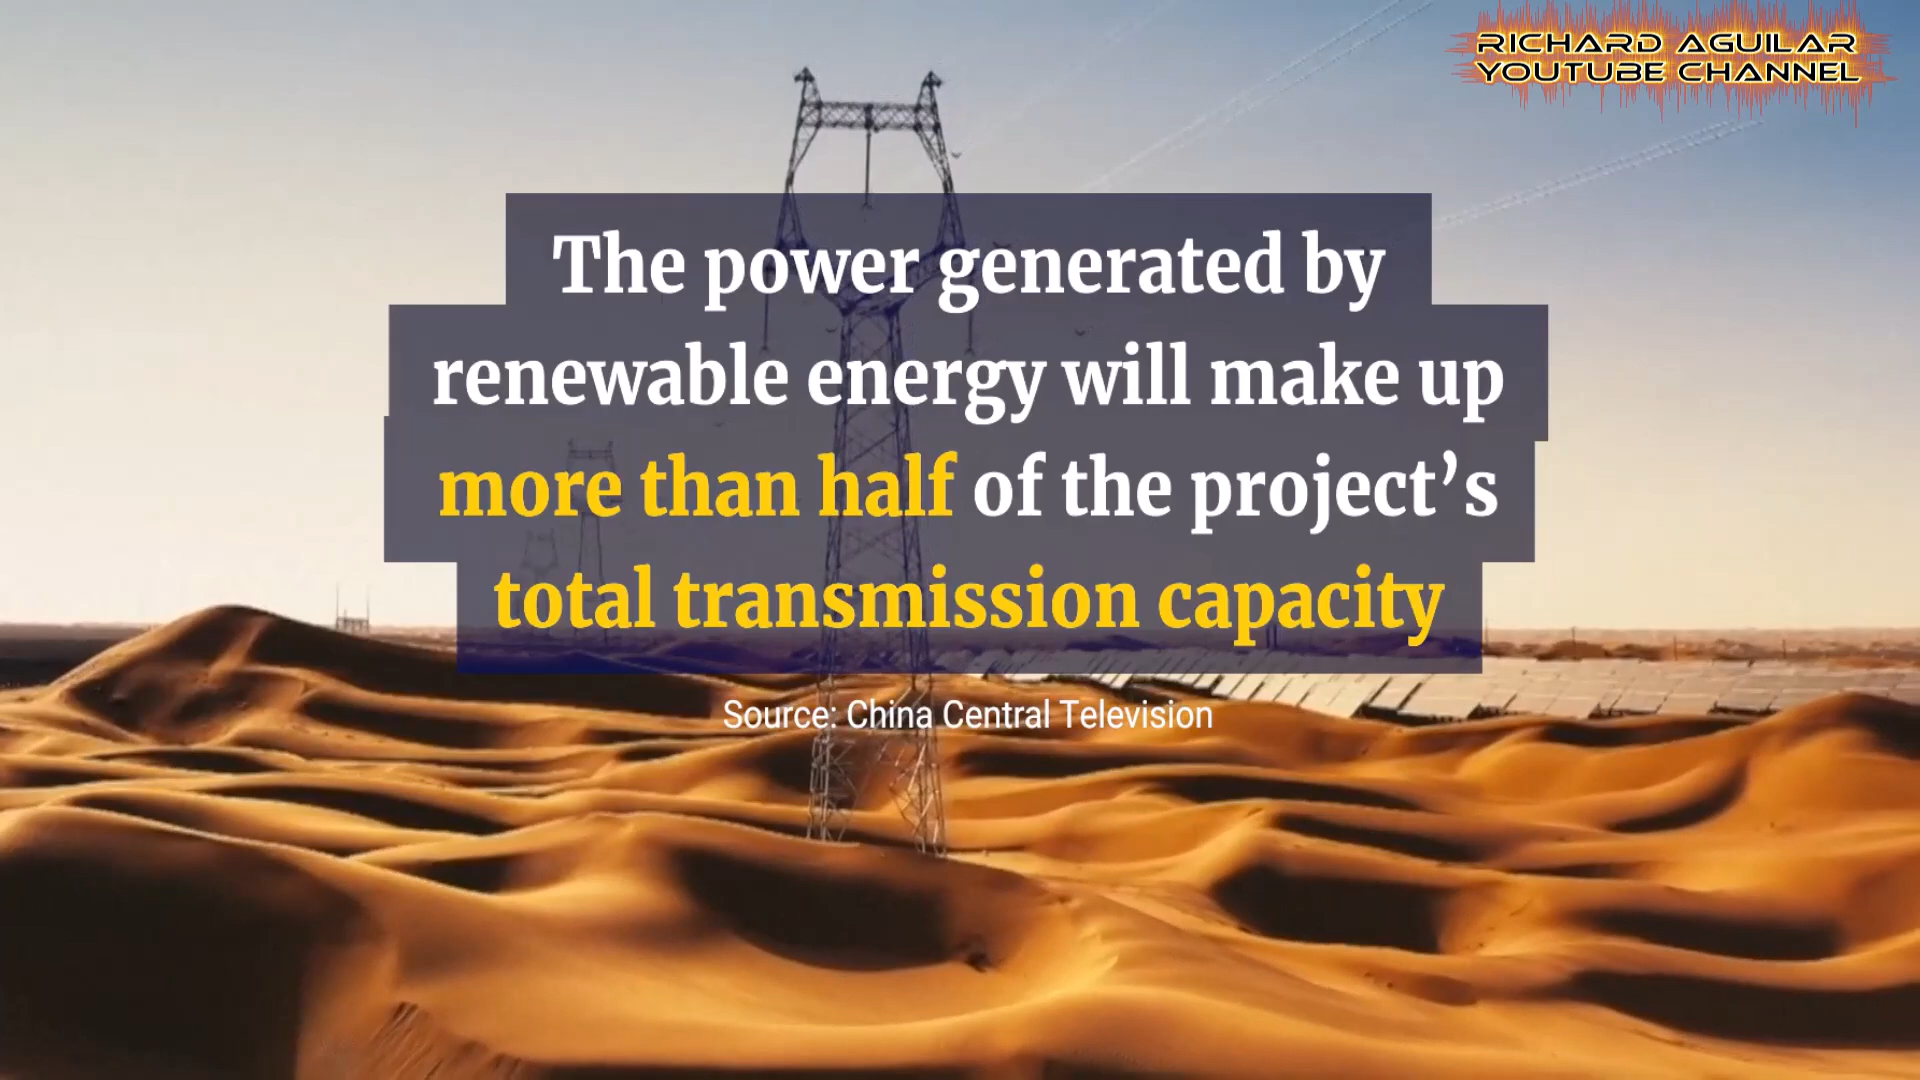 RICHARD AGUILAR
YOUTUBE CHANNEL
The power generated by
renewable energy will make up
more than half of the project’s
total transmission capacity
Source: China Central Television